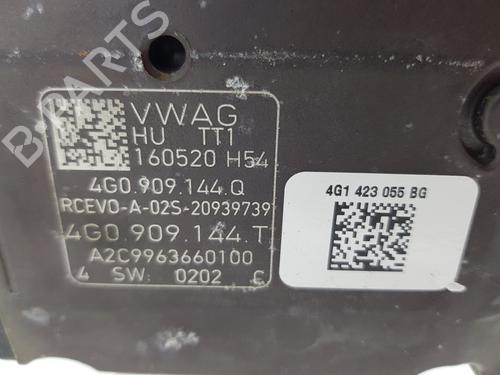 VWAG
HU TT1
160520 H54
4G0.909.144.Q
RCEVO-A-02S-20939739
4G0.909.144.T
A2C9963660100
4 SW: 0202 C
4G1 423 055 BG
B-PARTS
B-PARTS